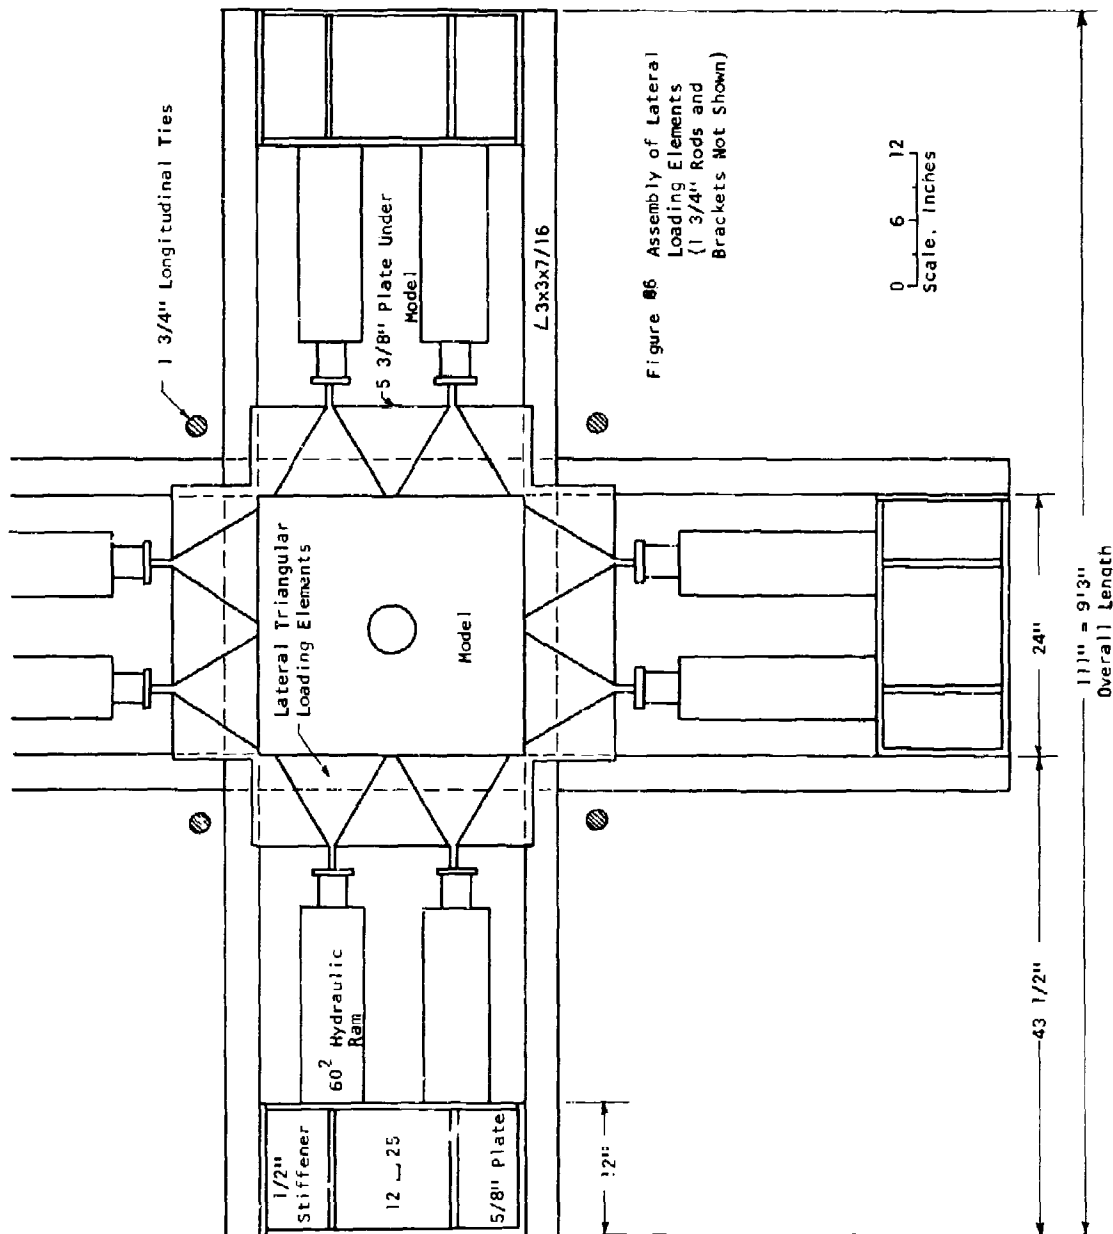 1 3/4" Longitudinal Ties
5 3/8" Plate Under
Model
L3x3x7/16
Lateral Triangular
Loading Elements
Model
60² Hydraulic
Ram
1/2"
Stiffener
12 ⎵ 25
5/8" Plate
12"
24"
43 1/2"
111" = 9'3"
Overall Length
0 6 12
Scale, Inches
Figure 86 Assembly of Lateral
Loading Elements
(1 3/4" Rods and
Brackets Not Shown)